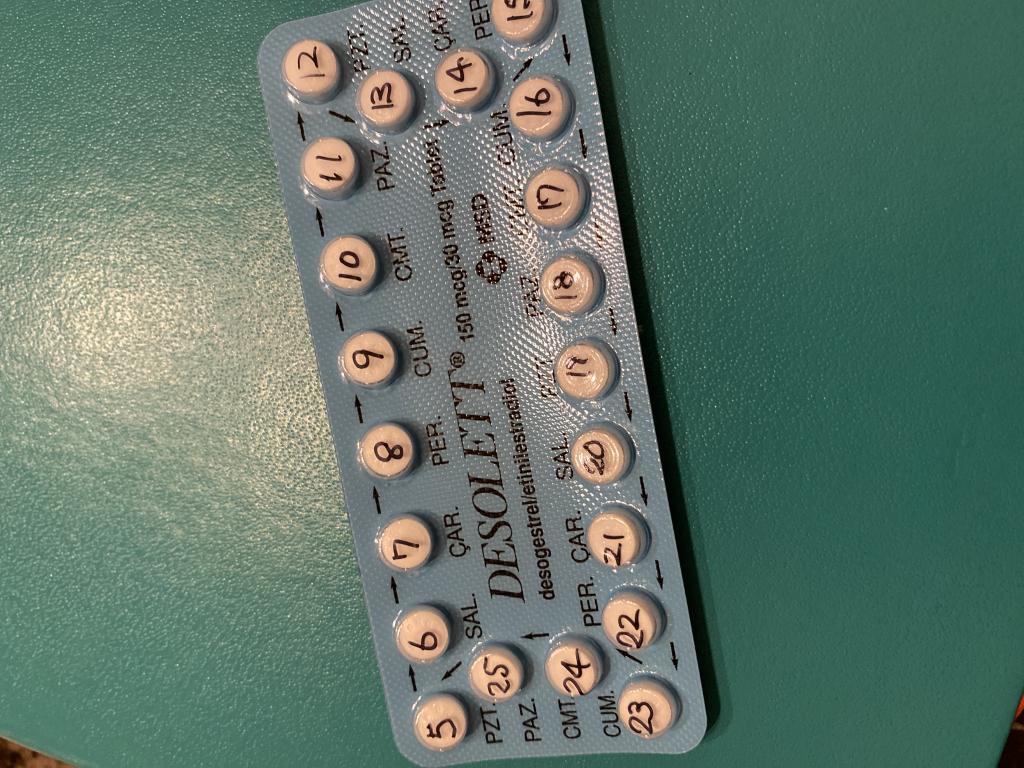 5 6 7 8 9 10 11 12
PZT. SAL. ÇAR. PER. CUM. CMT. PAZ. PZT.
25 13
PAZ. SAL.
DESOLETT® 150 mcg/30 mcg Tablet
desogestrel/etinilestradiol MSD
CMT. 24 14 ÇAR.
CUM. PER. ÇAR. SAL. PZT. PAZ. CUM. PER.
23 22 21 20 19 18 17 16 15